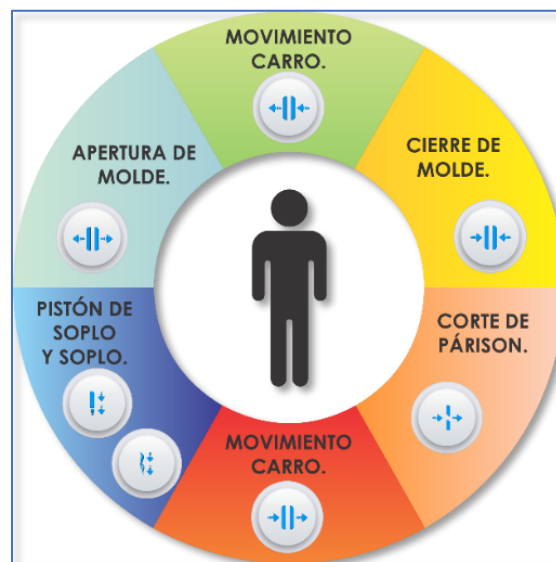 MOVIMIENTO
CARRO.
CIERRE DE
MOLDE.
CORTE DE
PÁRISON.
MOVIMIENTO
CARRO.
PISTÓN DE
SOPLO
Y SOPLO.
APERTURA DE
MOLDE.